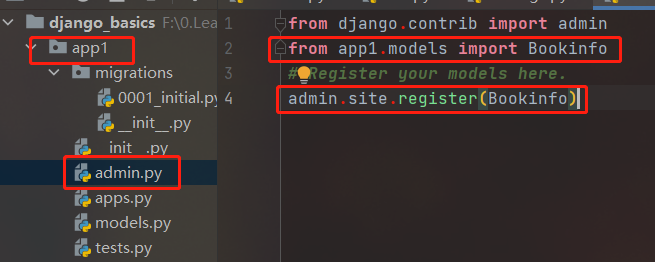 django_basics F:\0.Lea
app1
migrations
0001_initial.py
__init__.py
__init__.py
admin.py
apps.py
models.py
tests.py
1 from django.contrib import admin
2 from app1.models import Bookinfo
3 # Register your models here.
4 admin.site.register(Bookinfo)